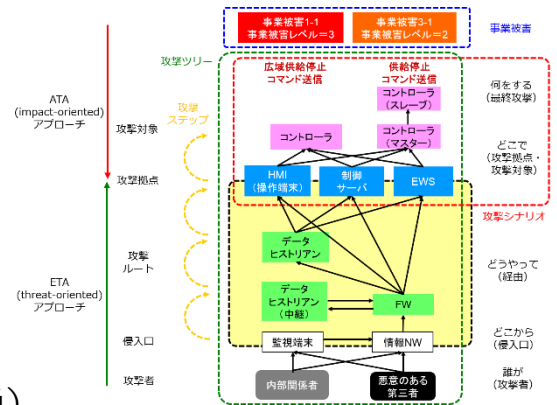 事業被害1-1
事業被害レベル＝3
事業被害3-1
事業被害レベル＝2
事業被害
攻撃ツリー
広域供給停止
コマンド送信
供給停止
コマンド送信
何をする
（最終攻撃）
ATA
(impact-oriented)
アプローチ
攻撃
ステップ
コントローラ
（スレーブ）
攻撃対象
コントローラ
コントローラ
（マスター）
どこで
（攻撃拠点・
攻撃対象）
攻撃拠点
HMI
（操作端末）
制御
サーバ
EWS
攻撃シナリオ
データ
ヒストリアン
攻撃
ルート
どうやって
（経由）
ETA
(threat-oriented)
アプローチ
データ
ヒストリアン
（中継）
FW
侵入口
監視端末
情報NW
どこから
（侵入口）
攻撃者
内部関係者
悪意のある
第三者
誰が
（攻撃者）